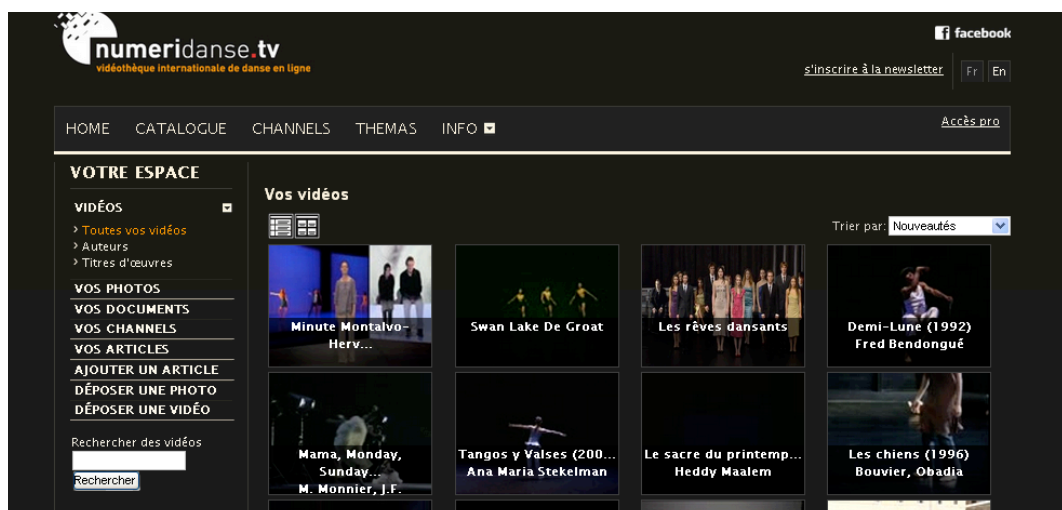 numeridanse.tv
vidéothèque internationale de danse en ligne
facebook
s'inscrire à la newsletter Fr En
HOME CATALOGUE CHANNELS THEMAS INFO
Accès pro
VOTRE ESPACE
VIDÉOS
› Toutes vos vidéos
› Auteurs
› Titres d'œuvres
VOS PHOTOS
VOS DOCUMENTS
VOS CHANNELS
VOS ARTICLES
AJOUTER UN ARTICLE
DÉPOSER UNE PHOTO
DÉPOSER UNE VIDÉO
Rechercher des vidéos
Rechercher
Vos vidéos
Trier par: Nouveautés
Minute Montalvo-
Herv...
Swan Lake De Groat
Les rêves dansants
Demi-Lune (1992)
Fred Bendongué
Mama, Monday,
Sunday...
M. Monnier, J.F.
Tangos y Valses (200...
Ana Maria Stekelman
Le sacre du printemp...
Heddy Maalem
Les chiens (1996)
Bouvier, Obadia